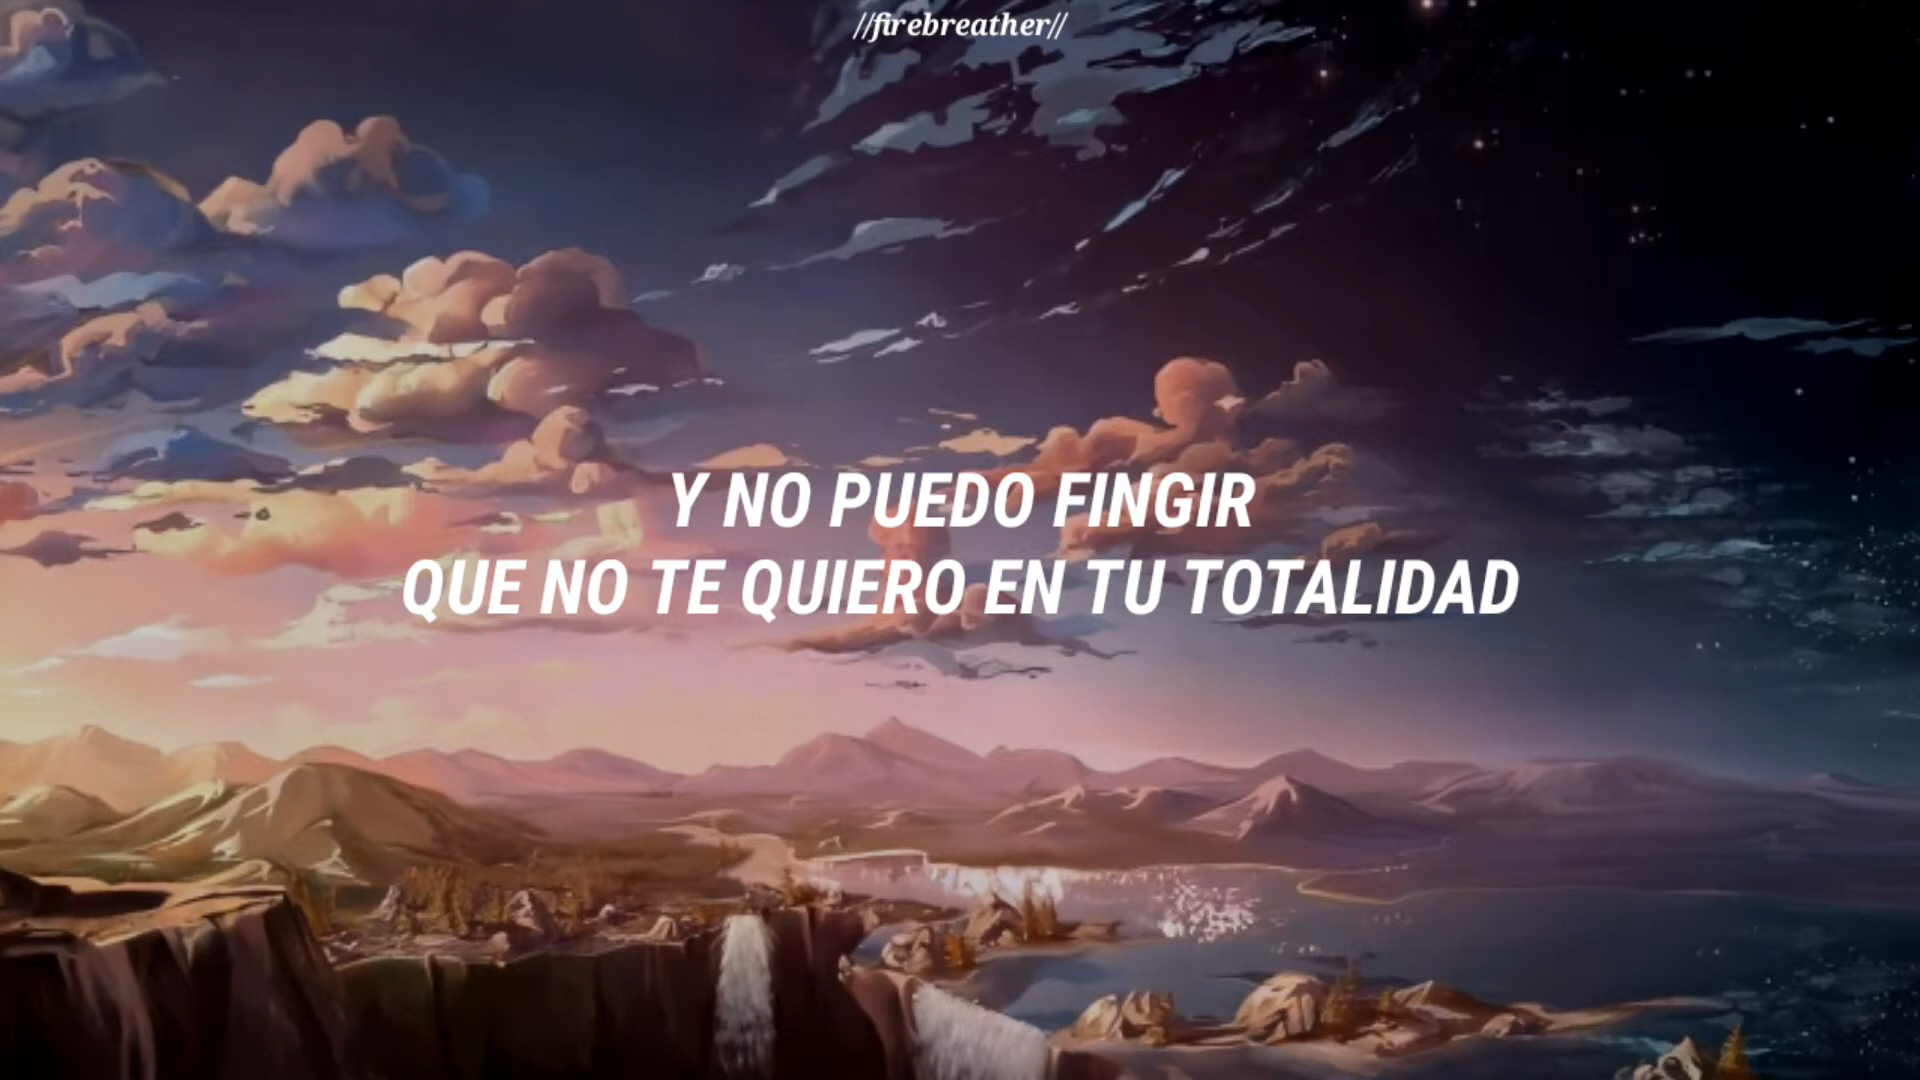 //firebreather//
Y NO PUEDO FINGIR
QUE NO TE QUIERO EN TU TOTALIDAD